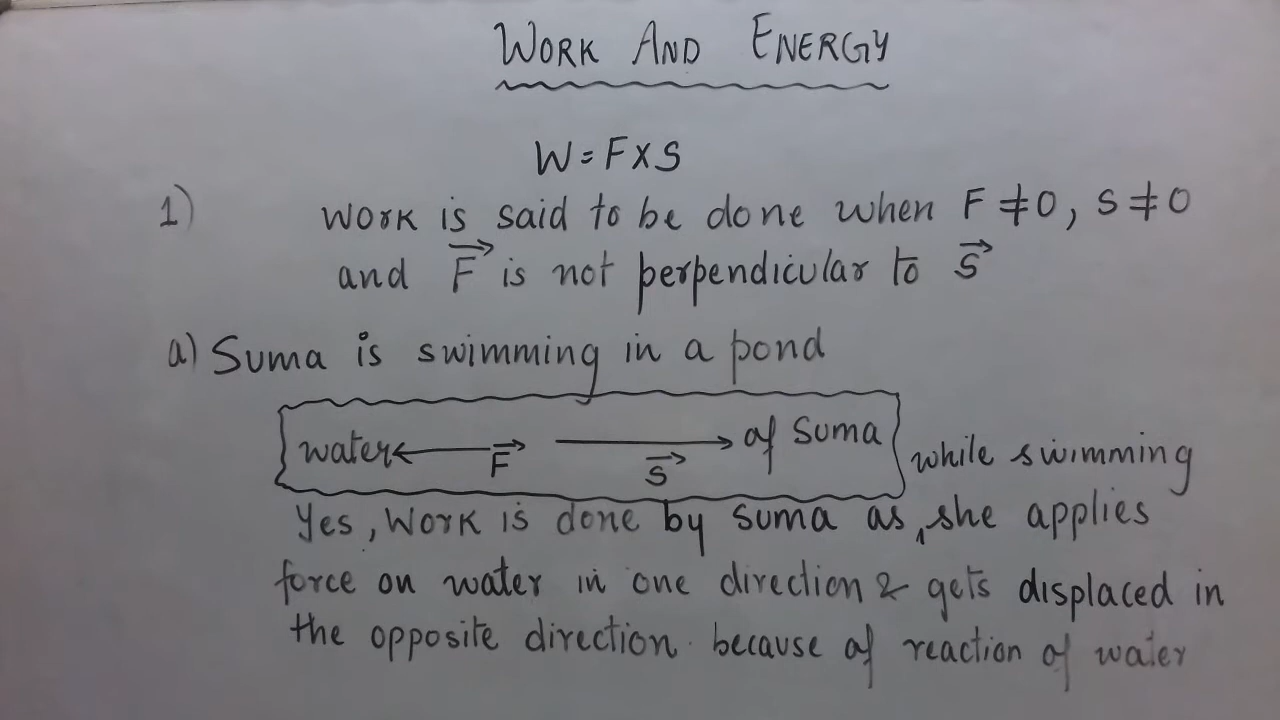 WORK AND ENERGY
W = F X S
1) Work is said to be done when F ≠ 0, S ≠ 0
and F⃗ is not perpendicular to S⃗
a) Suma is swimming in a pond
water ← F⃗ → S⃗ of Suma
while swimming
Yes, Work is done by Suma as ‸ she applies
force on water in one direction & gets displaced in
the opposite direction. because of reaction of water